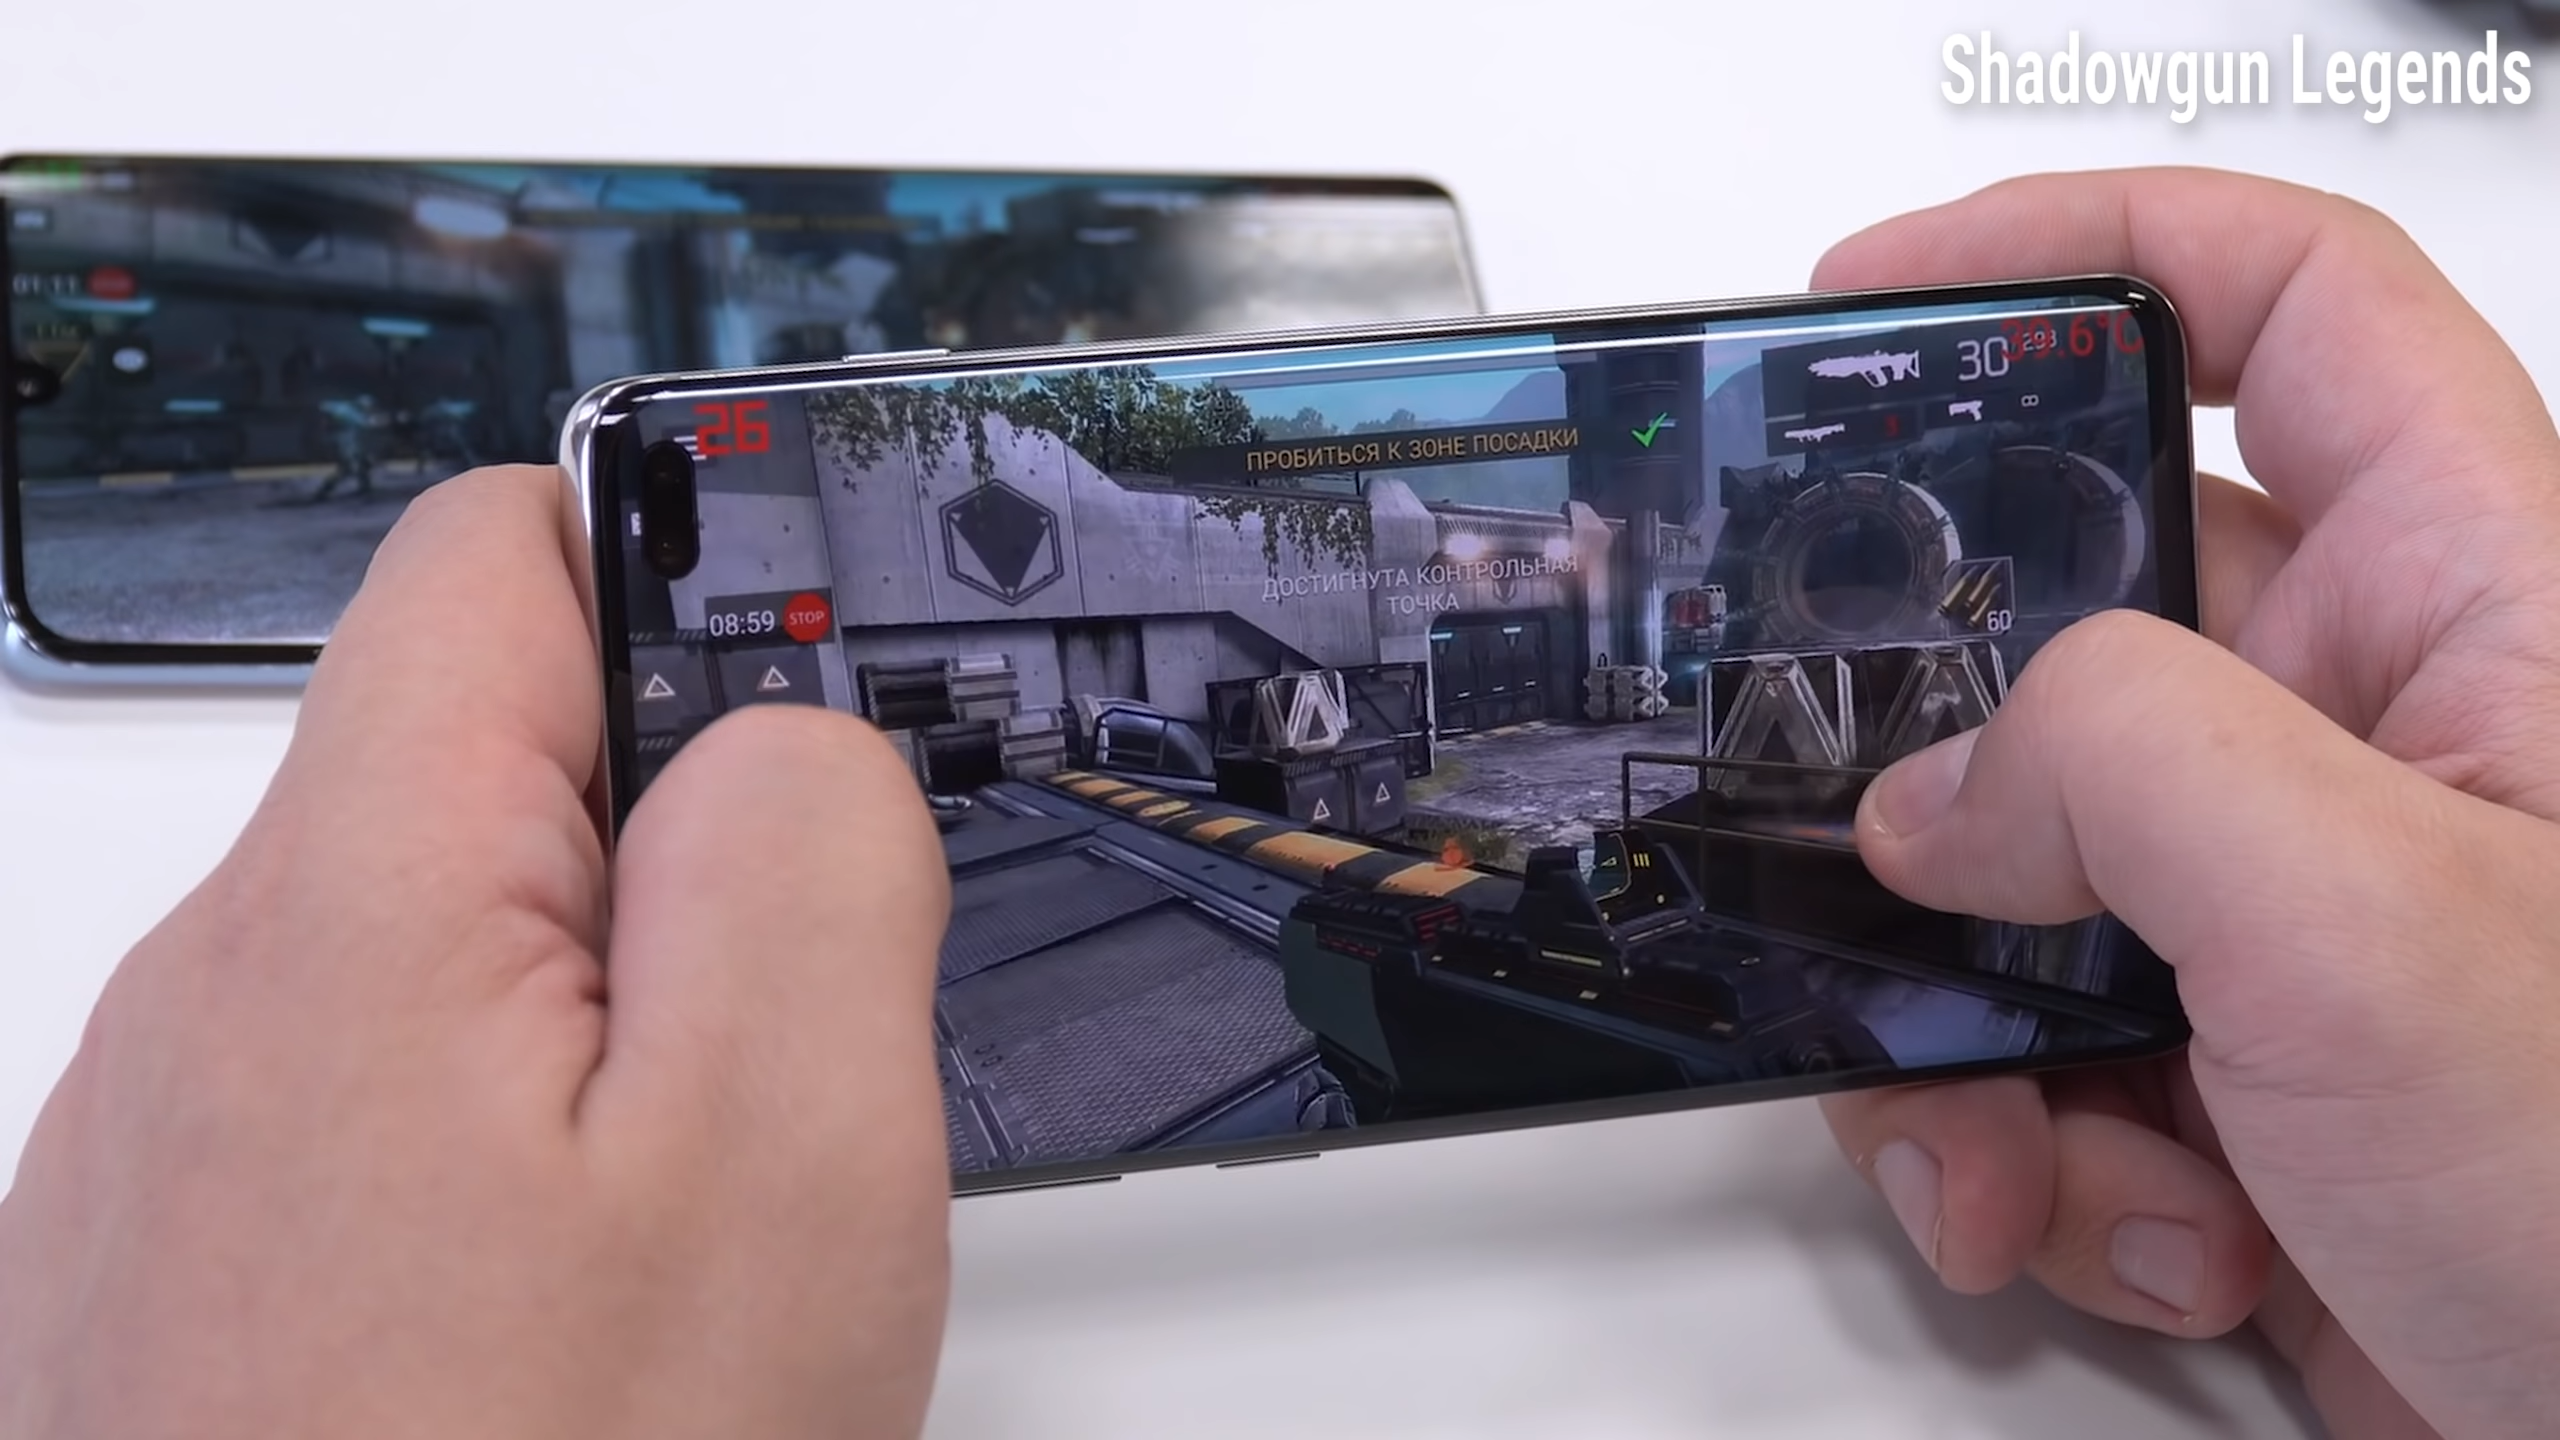 Shadowgun Legends
01:11
26
39.6°C
30
ПРОБИТЬСЯ К ЗОНЕ ПОСАДКИ
∞
ДОСТИГНУТА КОНТРОЛЬНАЯ
ТОЧКА
08:59 STOP
60